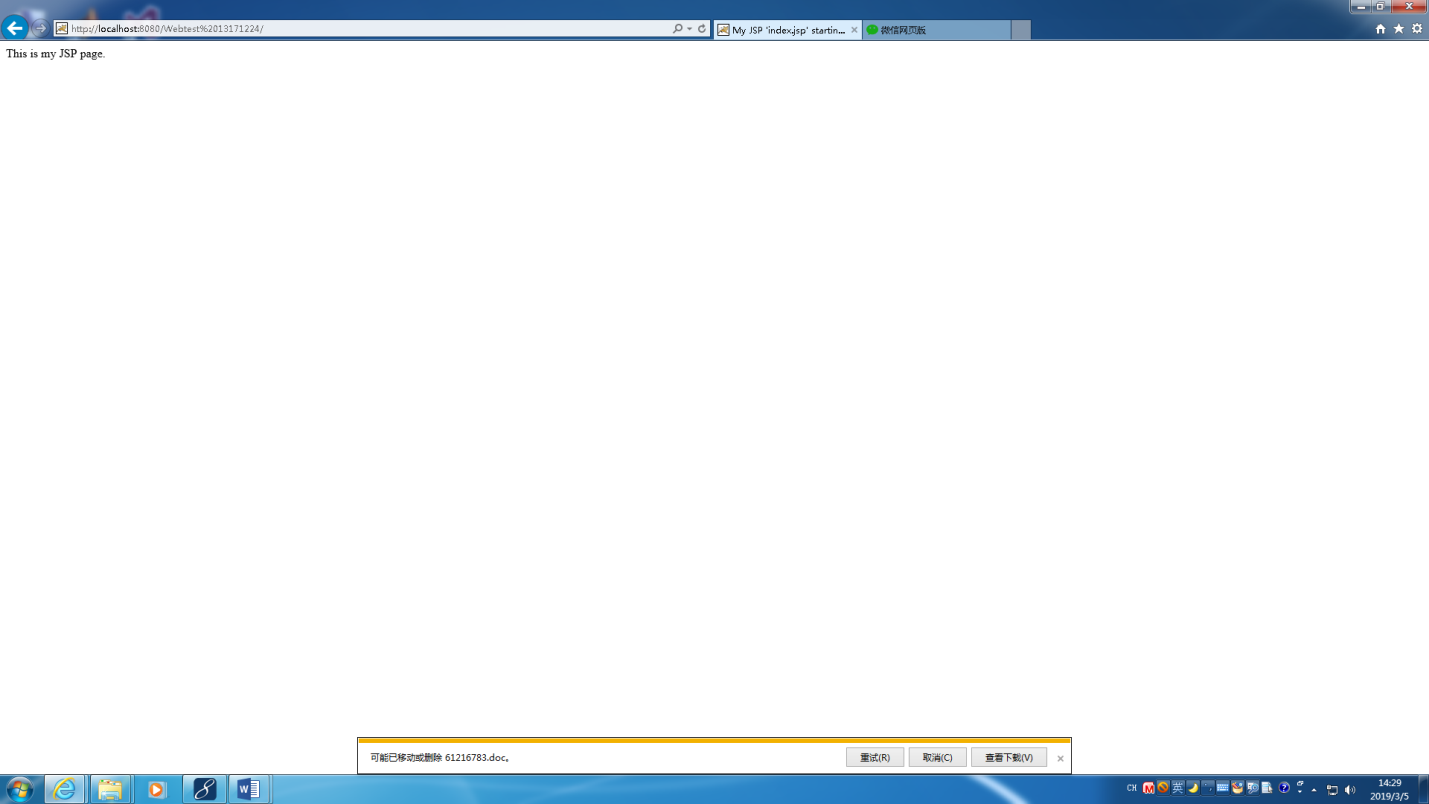 http://localhost:8080/Webtest%2013171224/
My JSP 'index.jsp' startin...
微信网页版
This is my JSP page.
可能已移动或删除 61216783.doc。
重试(R)
取消(C)
查看下载(V)
CH
英
14:29
2019/3/5